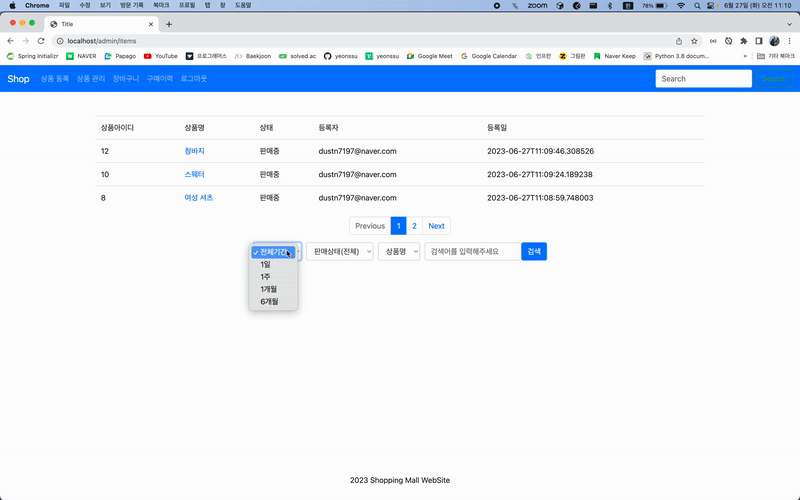 Chrome 파일 수정 보기 방문 기록 북마크 프로필 탭 창 도움말 zoom 한 78% 6월 27일 (화) 오전 11:10
Title
localhost/admin/items
Spring Initializr NAVER Papago YouTube 프로그래머스 Baekjoon solved.ac yeonssu yeonssu Google Meet Google Calendar 인프런 그림판 Naver Keep Python 3.8 docum... » 기타 북마크
Shop 상품 등록 상품 관리 장바구니 구매이력 로그아웃 Search Search
상품아이디 상품명 상태 등록자 등록일
12 청바지 판매중 dustn7197@naver.com 2023-06-27T11:09:46.308526
10 스웨터 판매중 dustn7197@naver.com 2023-06-27T11:09:24.189238
8 여성 셔츠 판매중 dustn7197@naver.com 2023-06-27T11:08:59.748003
Previous 1 2 Next
✓ 전체기간 판매상태(전체) 상품명 검색어를 입력해주세요 검색
1일
1주
1개월
6개월
2023 Shopping Mall WebSite